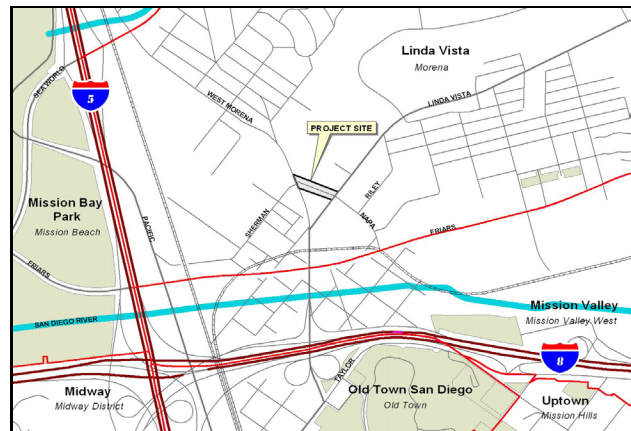 Linda Vista
Morena
SEA WORLD
5
WEST MORENA
LINDA VISTA
PROJECT SITE
Mission Bay
Park
Mission Beach
PACIFIC
SHERMAN
RILEY
NAPA
FRIARS
FRIARS
SAN DIEGO RIVER
Mission Valley
Mission Valley West
8
TAYLOR
Midway
Midway District
Old Town San Diego
Old Town
Uptown
Mission Hills